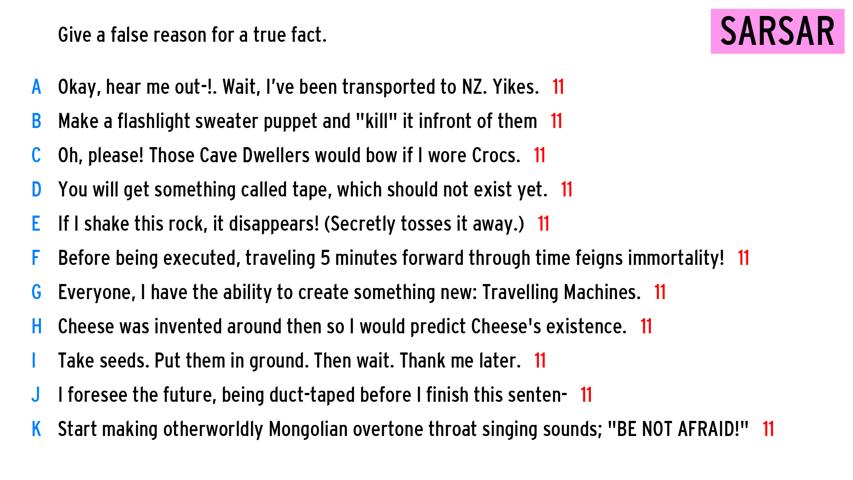 Give a false reason for a true fact.
SARSAR
A Okay, hear me out-!. Wait, I've been transported to NZ. Yikes. 11
B Make a flashlight sweater puppet and "kill" it infront of them 11
C Oh, please! Those Cave Dwellers would bow if I wore Crocs. 11
D You will get something called tape, which should not exist yet. 11
E If I shake this rock, it disappears! (Secretly tosses it away.) 11
F Before being executed, traveling 5 minutes forward through time feigns immortality! 11
G Everyone, I have the ability to create something new: Travelling Machines. 11
H Cheese was invented around then so I would predict Cheese's existence. 11
I Take seeds. Put them in ground. Then wait. Thank me later. 11
J I foresee the future, being duct-taped before I finish this senten- 11
K Start making otherworldly Mongolian overtone throat singing sounds; "BE NOT AFRAID!" 11